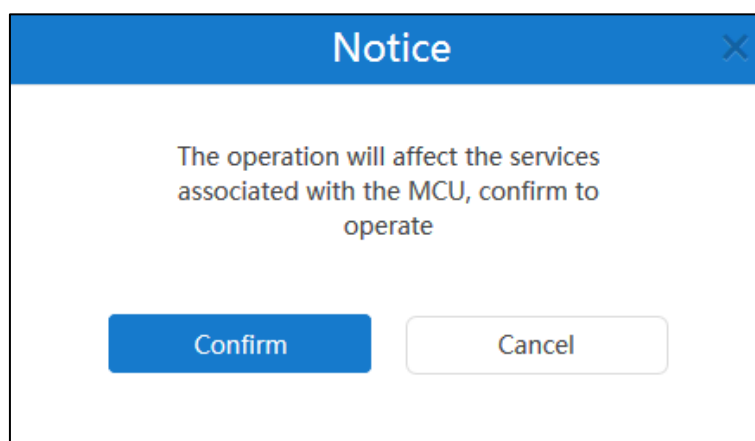 Notice
The operation will affect the services
associated with the MCU, confirm to
operate
Confirm
Cancel